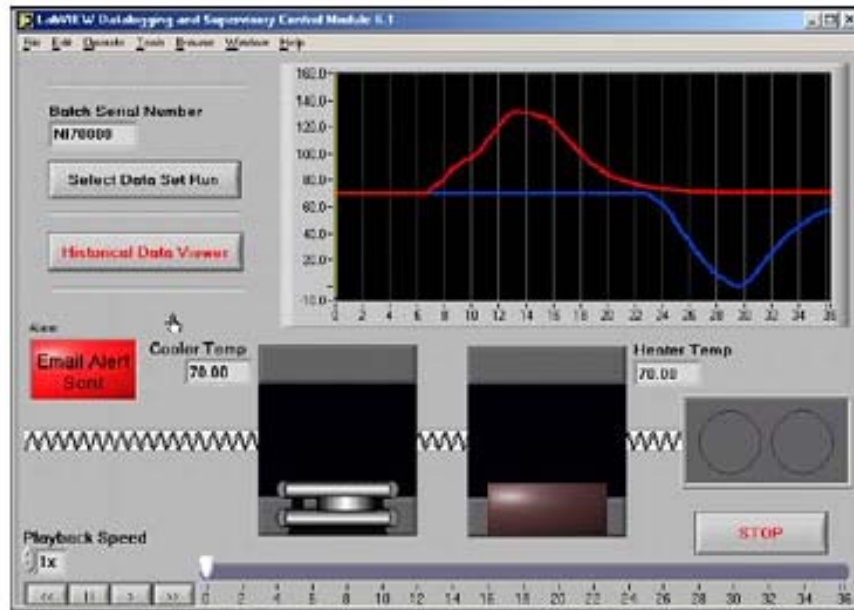 LabVIEW Datalogging and Supervisory Control Module 6.1
File Edit Operate Tools Browse Window Help
Batch Serial Number
NI70000
Select Data Set Run
Historical Data Viewer
160.0
140.0
120.0
100.0
80.0
60.0
40.0
20.0
-10.0
0 2 4 6 8 10 12 14 16 18 20 22 24 26 28 30 32 34 36
Alarm
Email Alert
Sent
Cooler Temp
70.00
Heater Temp
70.00
STOP
Playback Speed
1x
<< || > >>
0 2 4 6 8 10 12 14 16 18 20 22 24 26 28 30 32 34 36